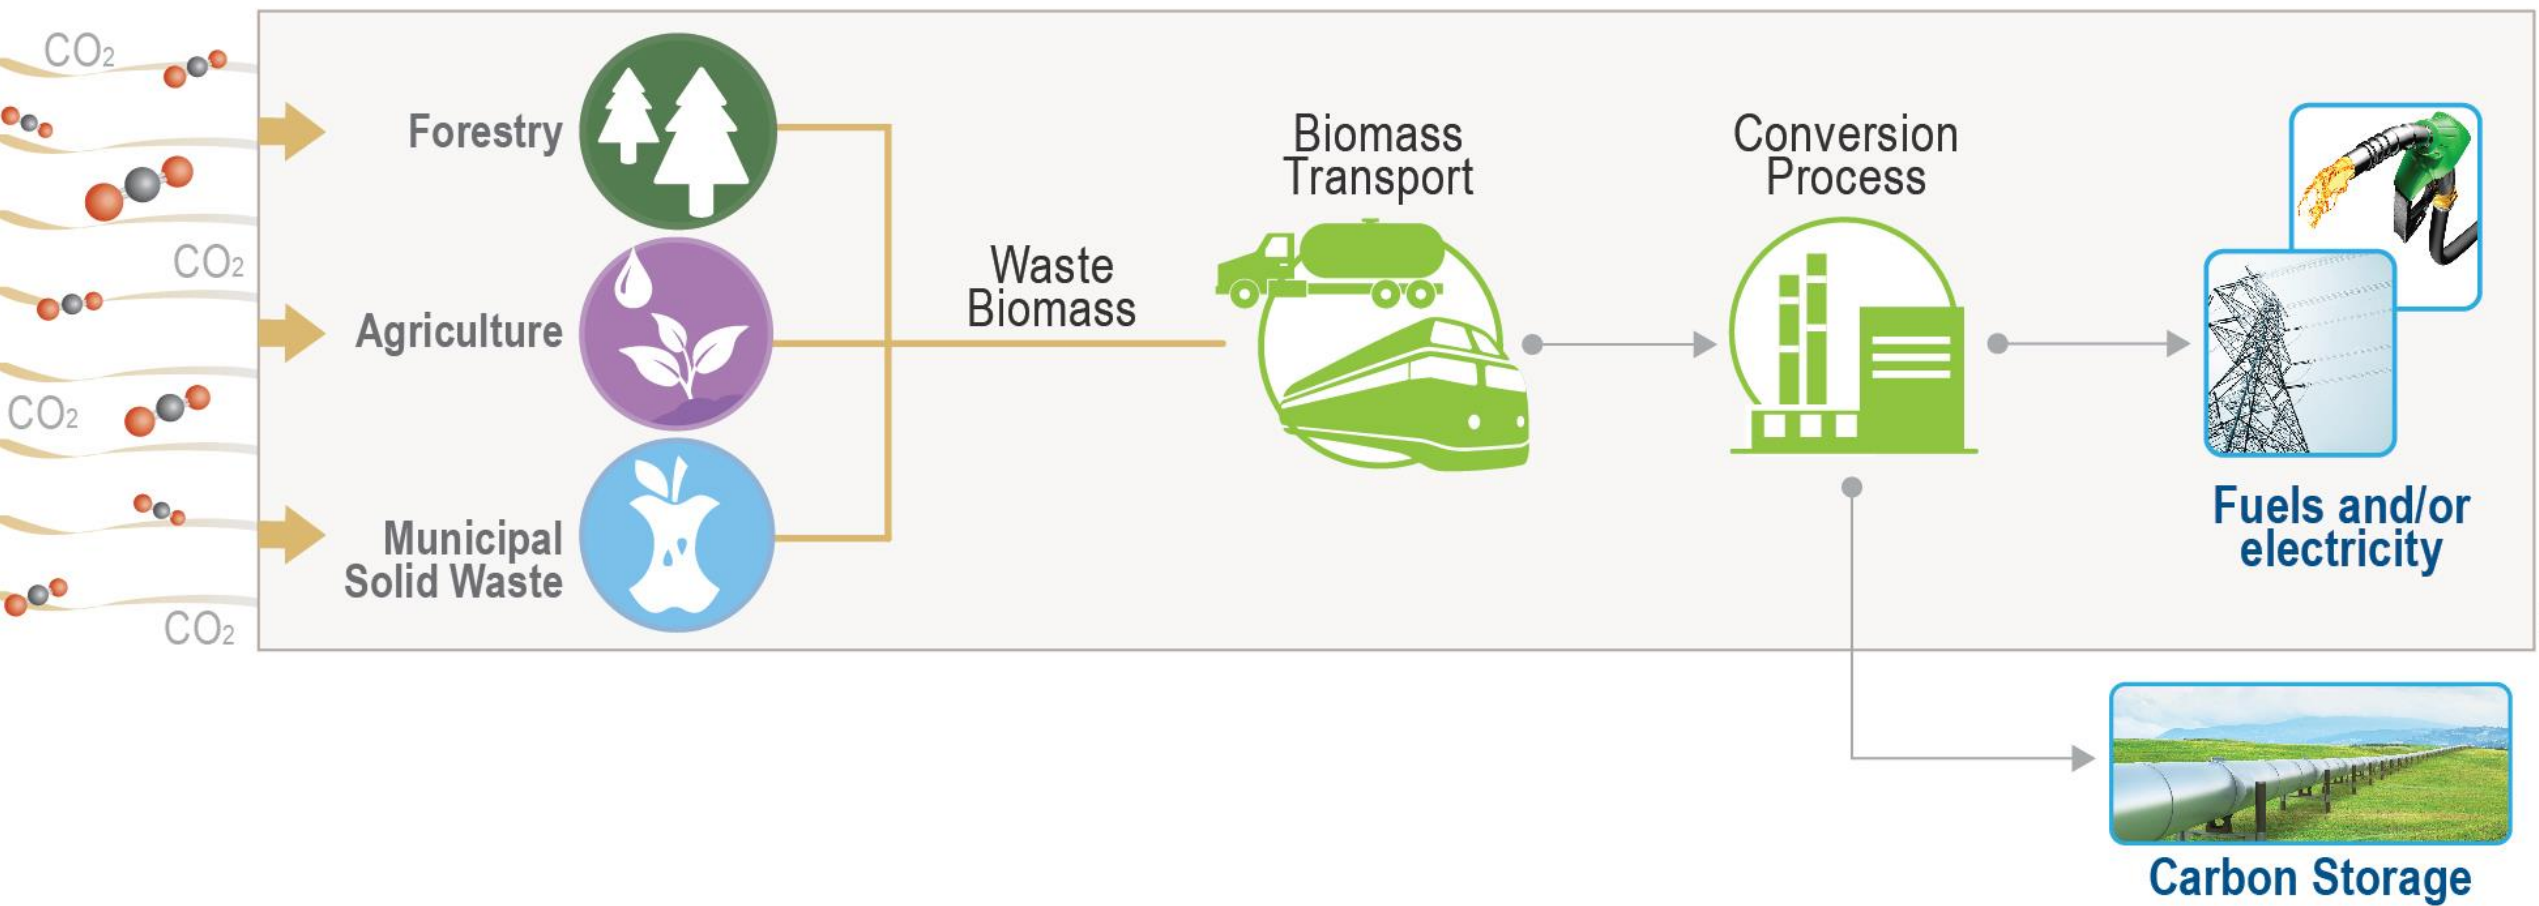 CO₂
CO₂
CO₂
CO₂
Forestry
Agriculture
Municipal
Solid Waste
Waste
Biomass
Biomass
Transport
Conversion
Process
Fuels and/or
electricity
Carbon Storage